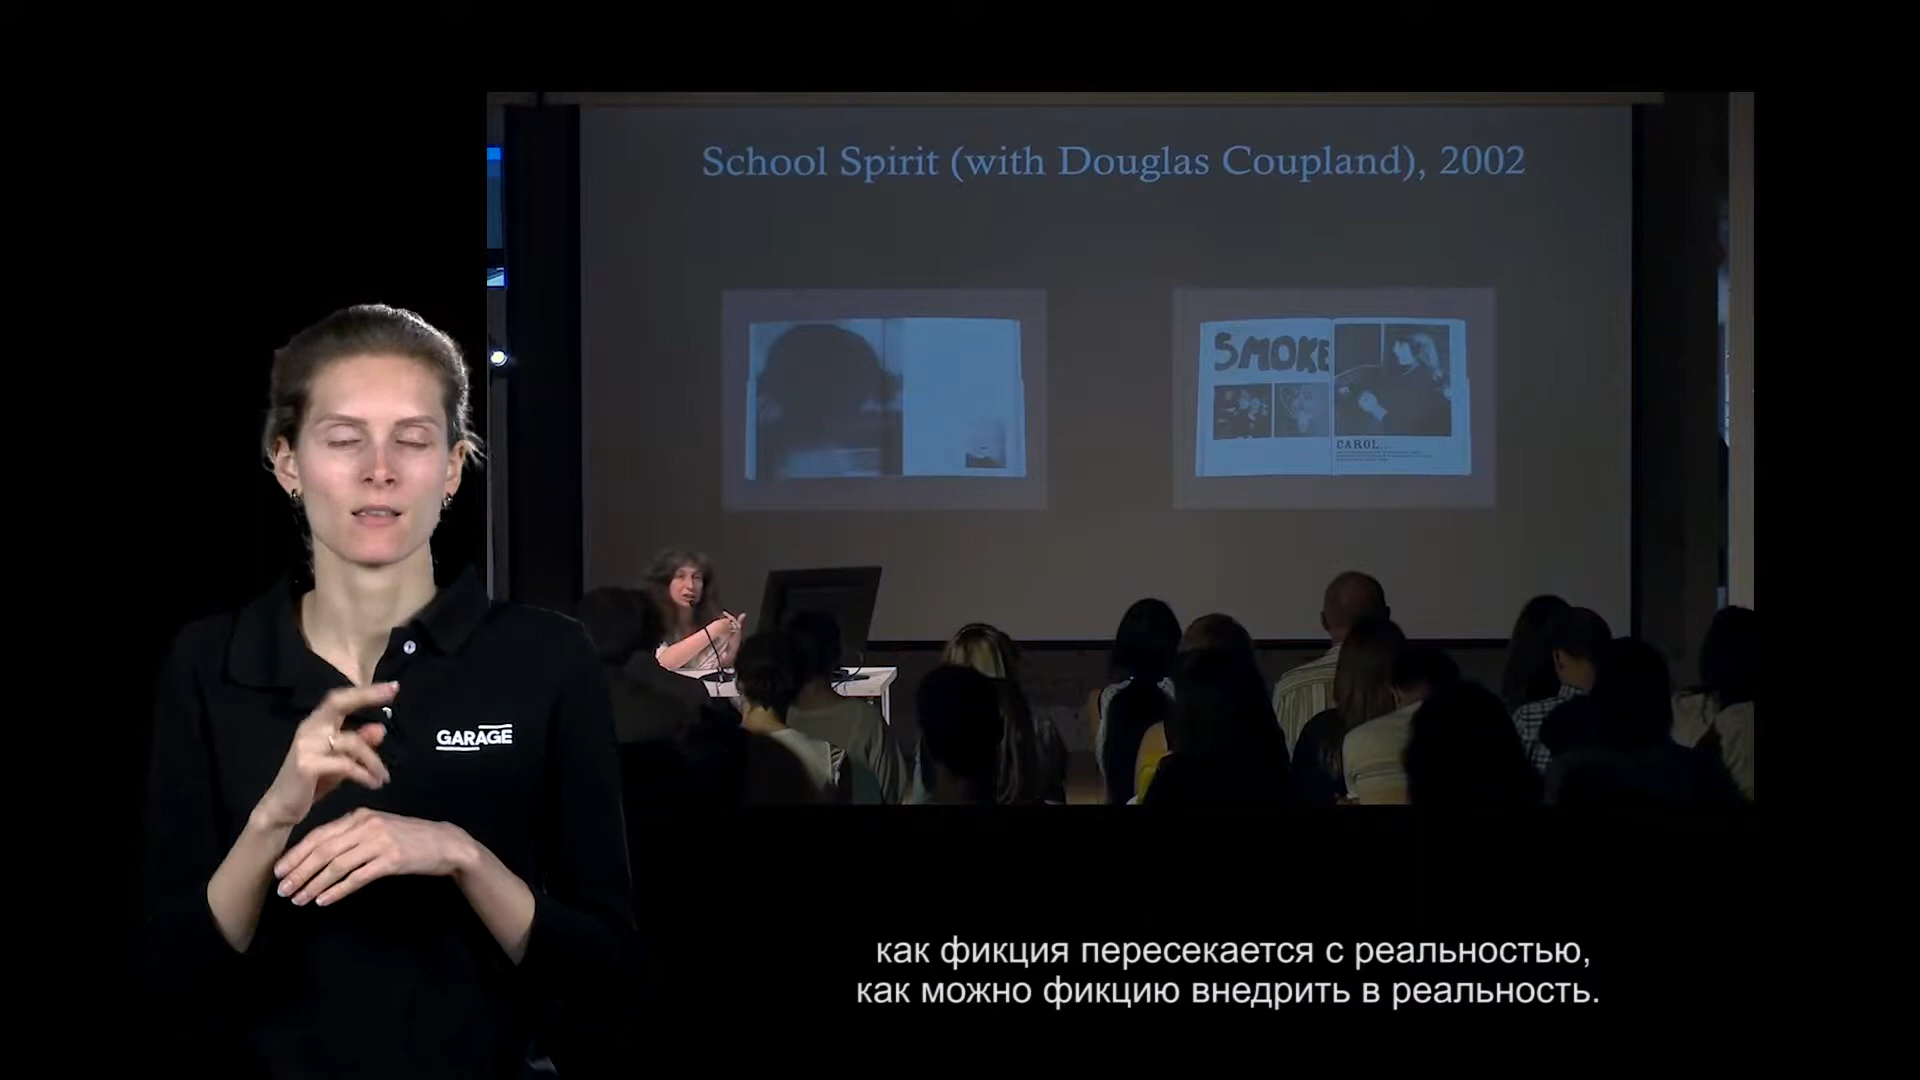 School Spirit (with Douglas Coupland), 2002
SMOKE
CAROL...
GARAGE
как фикция пересекается с реальностью,
как можно фикцию внедрить в реальность.